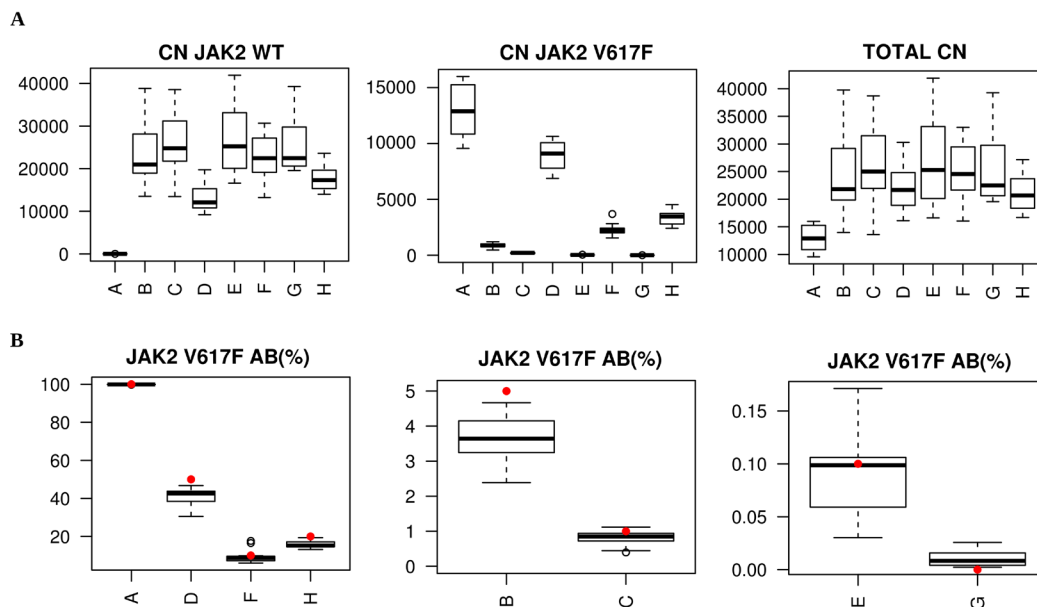 A
CN JAK2 WT
40000
30000
20000
10000
0
A B C D E F G H
CN JAK2 V617F
15000
10000
5000
0
A B C D E F G H
TOTAL CN
40000
35000
30000
25000
20000
15000
10000
A B C D E F G H
B
JAK2 V617F AB(%)
100
80
60
40
20
A D F H
JAK2 V617F AB(%)
5
4
3
2
1
0
B C
JAK2 V617F AB(%)
0.15
0.10
0.05
0.00
E G